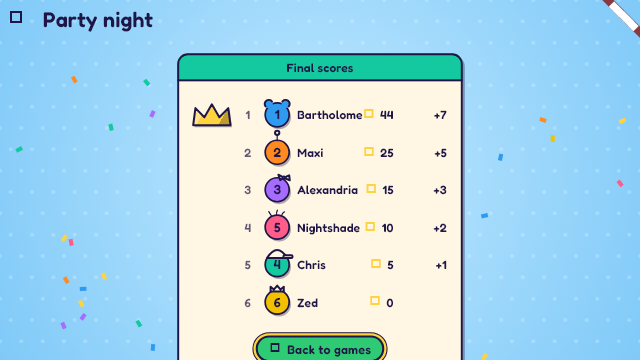 Party night
Final scores
1 1 Bartholome 44 +7
2 2 Maxi 25 +5
3 3 Alexandria 15 +3
4 5 Nightshade 10 +2
5 4 Chris 5 +1
6 6 Zed 0
Back to games